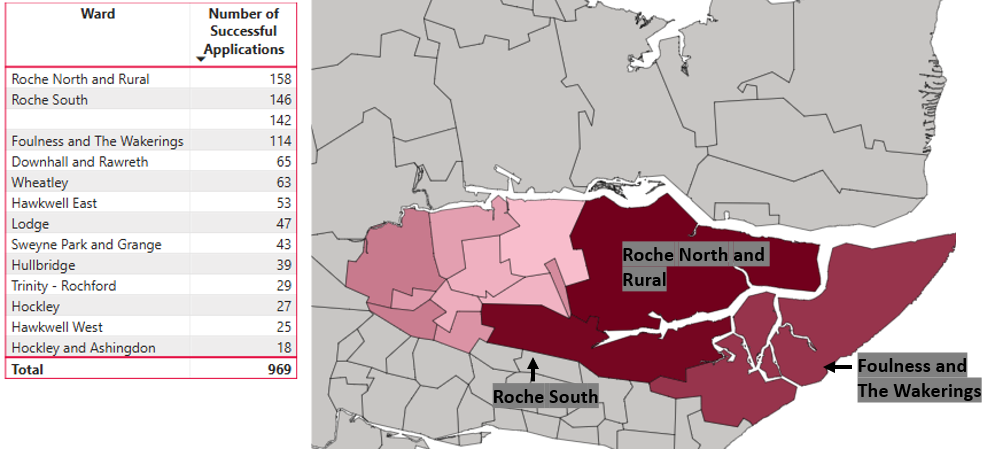 Ward Number of
Successful
Applications
Roche North and Rural 158
Roche South 146
142
Foulness and The Wakerings 114
Downhall and Rawreth 65
Wheatley 63
Hawkwell East 53
Lodge 47
Sweyne Park and Grange 43
Hullbridge 39
Trinity - Rochford 29
Hockley 27
Hawkwell West 25
Hockley and Ashingdon 18
Total 969
Roche North and
Rural
Foulness and
The Wakerings
Roche South